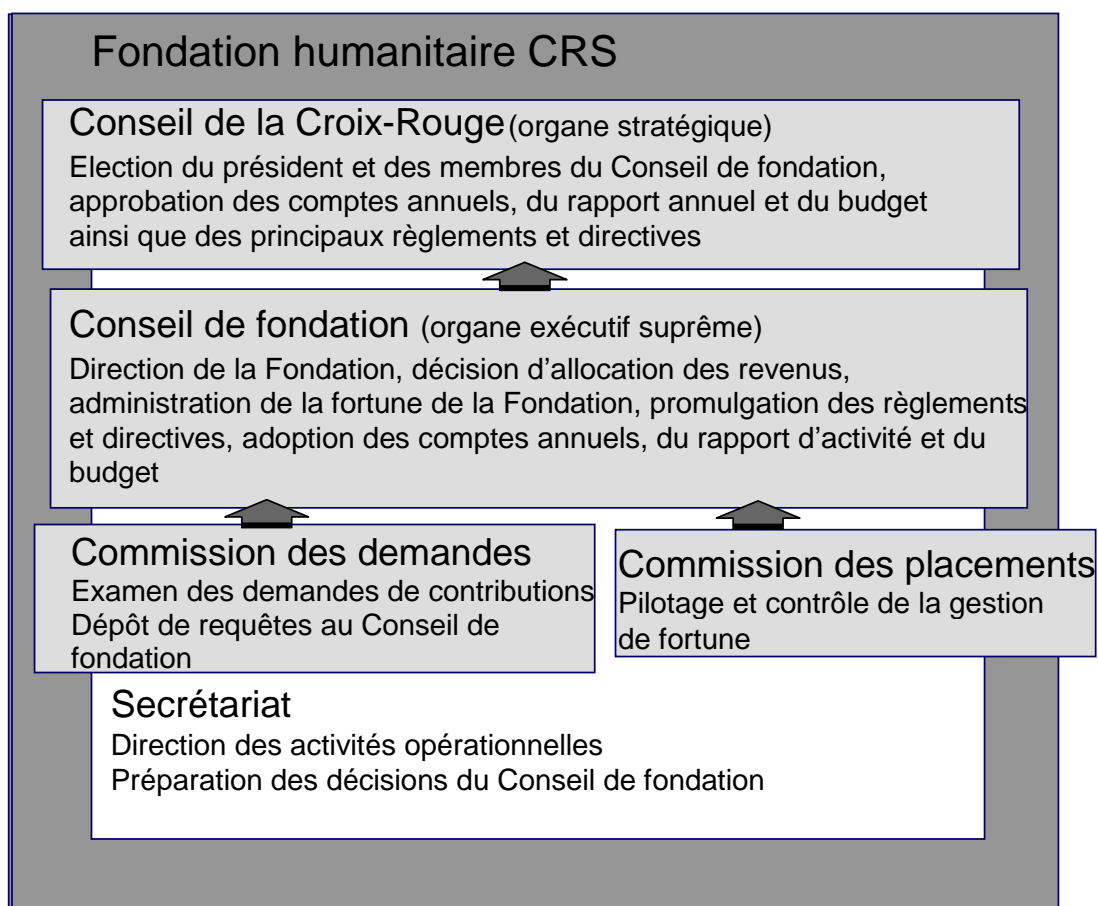 Fondation humanitaire CRS
Conseil de la Croix-Rouge (organe stratégique)
Election du président et des membres du Conseil de fondation,
approbation des comptes annuels, du rapport annuel et du budget
ainsi que des principaux règlements et directives
Conseil de fondation (organe exécutif suprême)
Direction de la Fondation, décision d’allocation des revenus,
administration de la fortune de la Fondation, promulgation des règlements
et directives, adoption des comptes annuels, du rapport d’activité et du
budget
Commission des demandes
Examen des demandes de contributions
Dépôt de requêtes au Conseil de
fondation
Commission des placements
Pilotage et contrôle de la gestion
de fortune
Secrétariat
Direction des activités opérationnelles
Préparation des décisions du Conseil de fondation